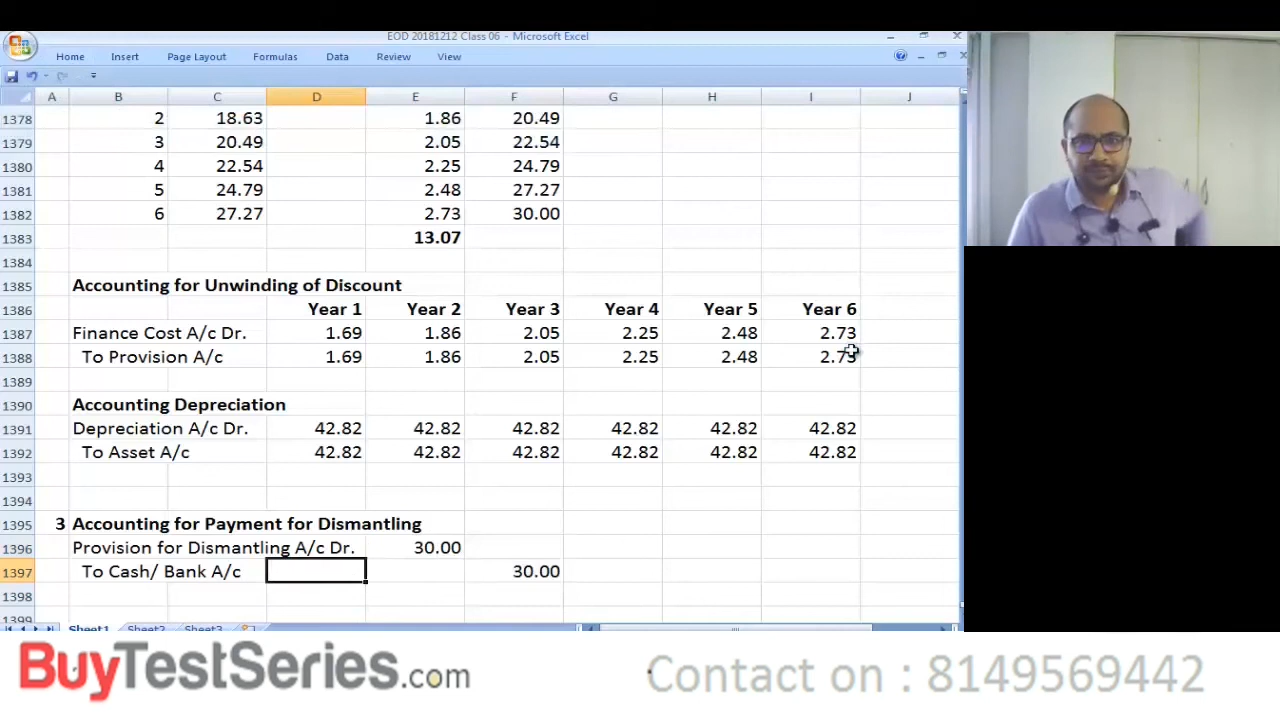 EOD 20181212 Class 06 - Microsoft Excel
Home Insert Page Layout Formulas Data Review View
A B C D E F G H I J
1378 2 18.63 1.86 20.49
1379 3 20.49 2.05 22.54
1380 4 22.54 2.25 24.79
1381 5 24.79 2.48 27.27
1382 6 27.27 2.73 30.00
1383 13.07
1384
1385 Accounting for Unwinding of Discount
1386 Year 1 Year 2 Year 3 Year 4 Year 5 Year 6
1387 Finance Cost A/c Dr. 1.69 1.86 2.05 2.25 2.48 2.73
1388 To Provision A/c 1.69 1.86 2.05 2.25 2.48 2.73
1389
1390 Accounting Depreciation
1391 Depreciation A/c Dr. 42.82 42.82 42.82 42.82 42.82 42.82
1392 To Asset A/c 42.82 42.82 42.82 42.82 42.82 42.82
1393
1394
1395 3 Accounting for Payment for Dismantling
1396 Provision for Dismantling A/c Dr. 30.00
1397 To Cash/ Bank A/c 30.00
1398
1399
Sheet1 Sheet2 Sheet3
BuyTestSeries.com Contact on : 8149569442